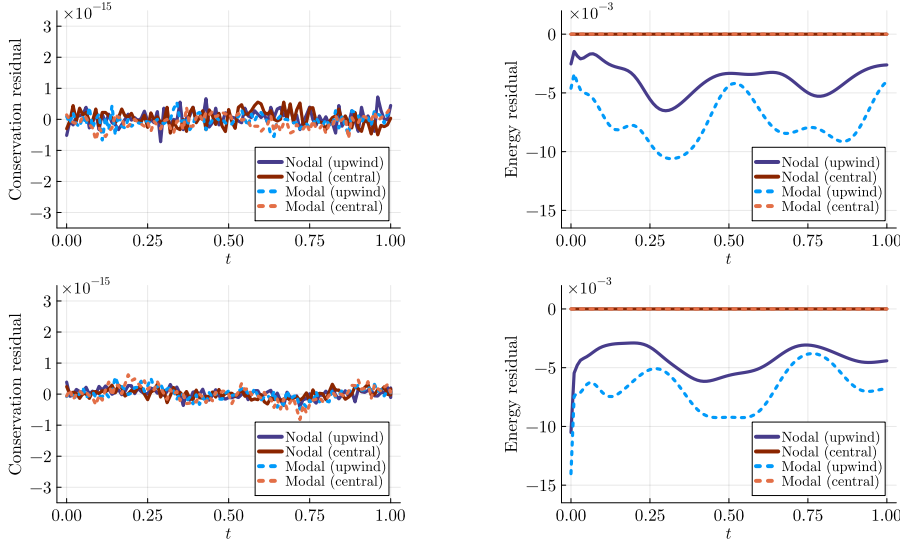 ×10⁻¹⁵
3
2
1
0
−1
−2
−3
Conservation residual
Nodal (upwind)
Nodal (central)
Modal (upwind)
Modal (central)
0.00 0.25 0.50 0.75 1.00
t
×10⁻³
0
−5
−10
−15
Energy residual
Nodal (upwind)
Nodal (central)
Modal (upwind)
Modal (central)
0.00 0.25 0.50 0.75 1.00
t
×10⁻¹⁵
3
2
1
0
−1
−2
−3
Conservation residual
Nodal (upwind)
Nodal (central)
Modal (upwind)
Modal (central)
0.00 0.25 0.50 0.75 1.00
t
×10⁻³
0
−5
−10
−15
Energy residual
Nodal (upwind)
Nodal (central)
Modal (upwind)
Modal (central)
0.00 0.25 0.50 0.75 1.00
t